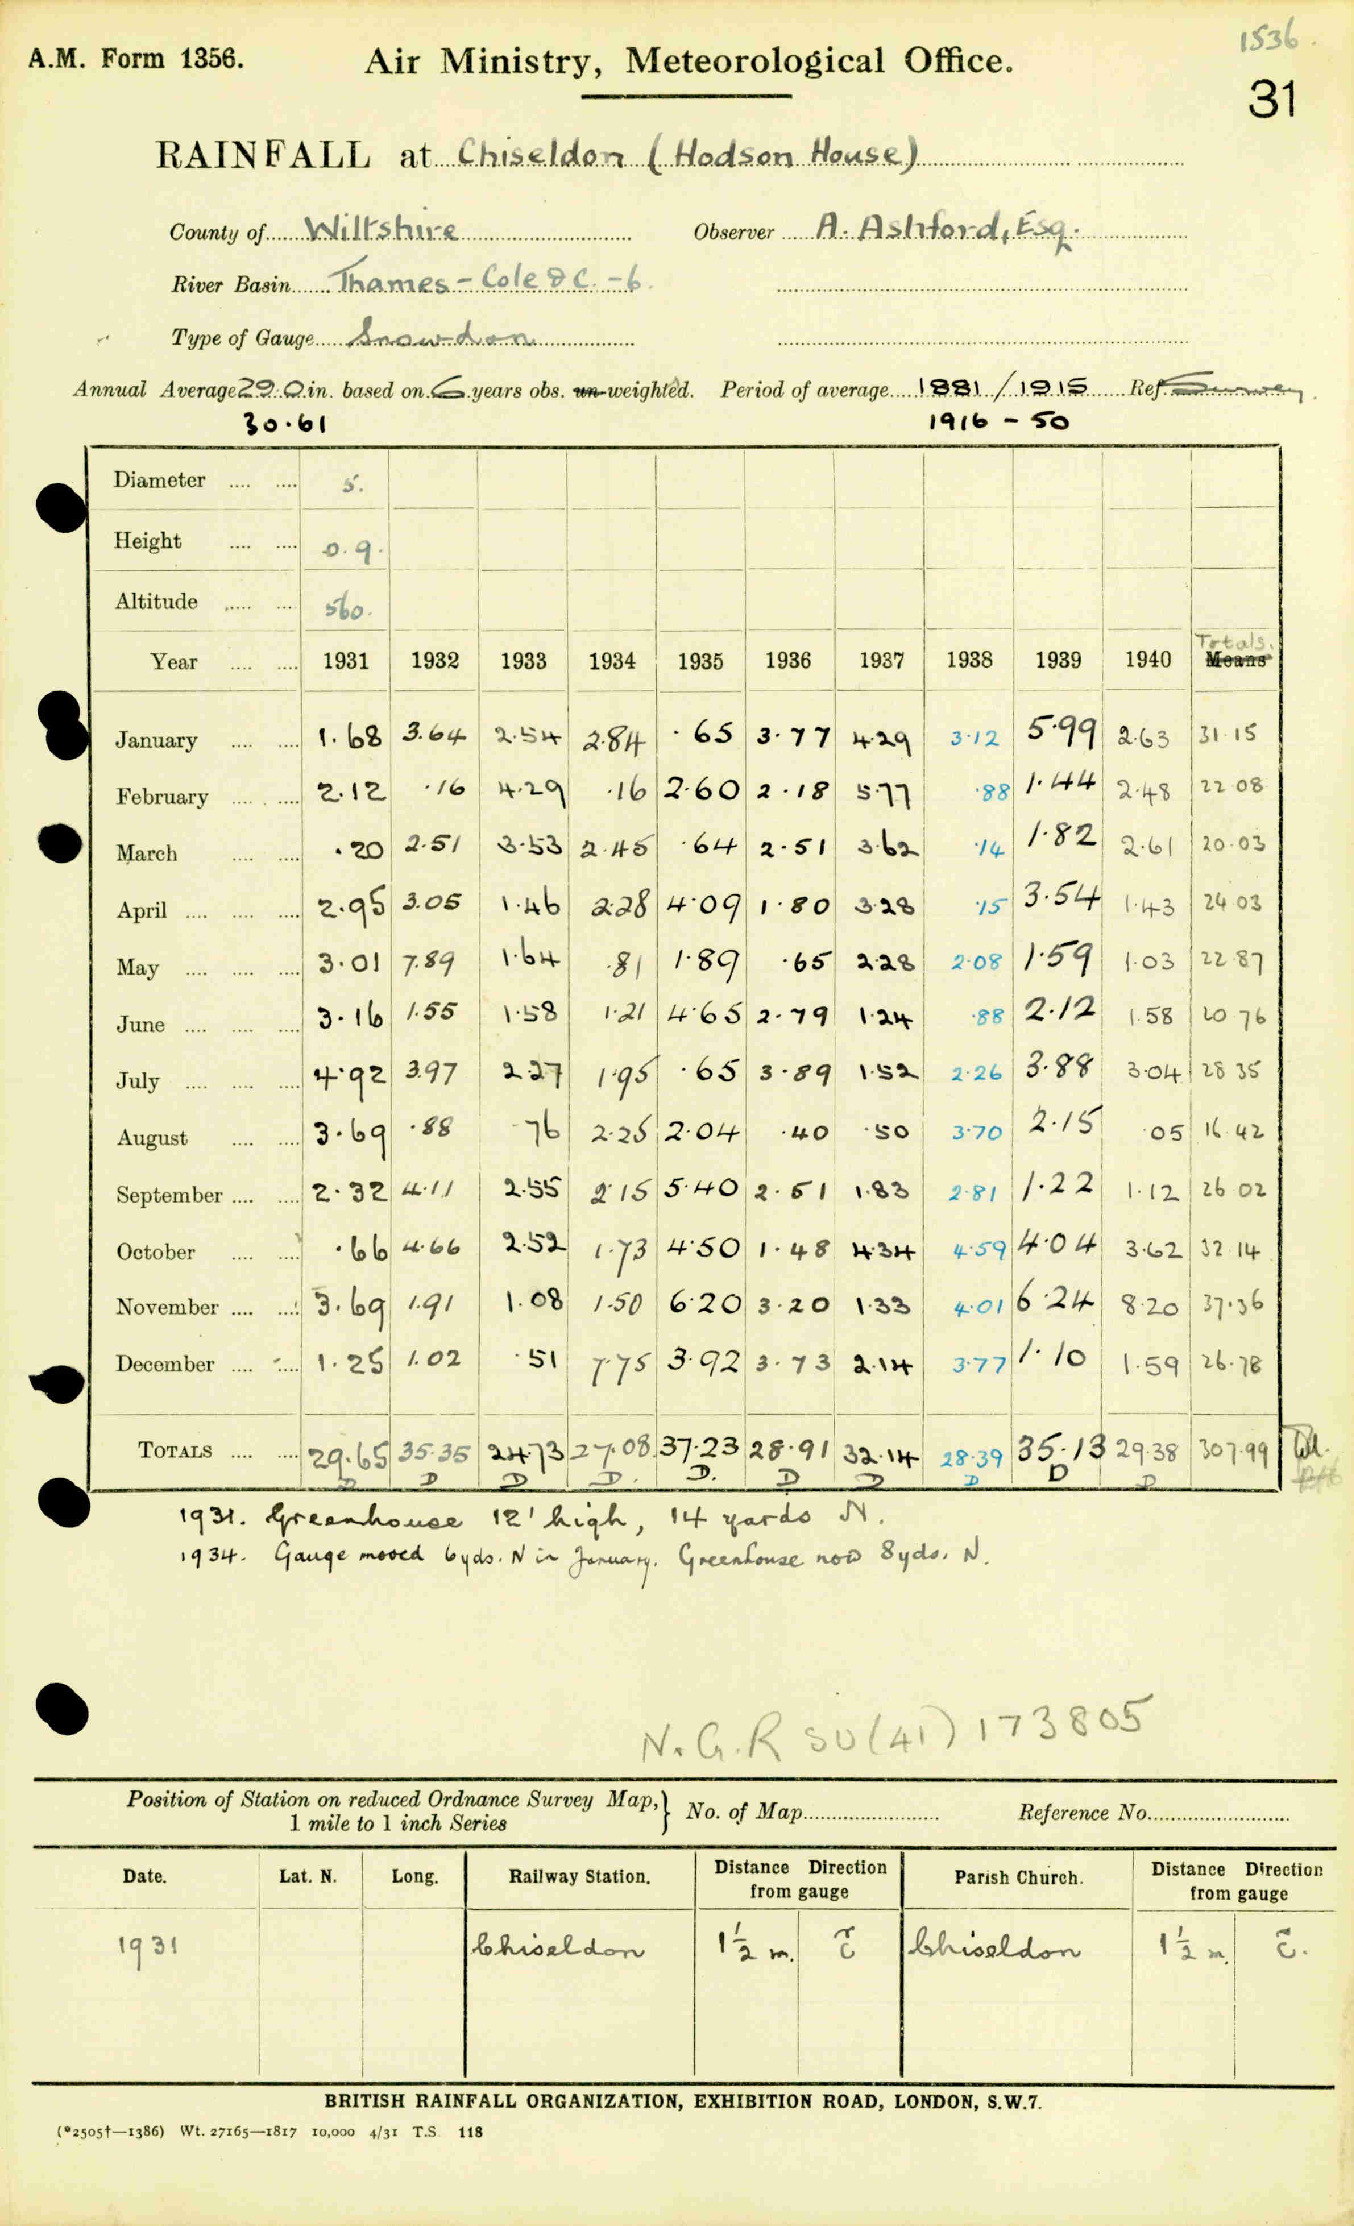 1536
A.M. Form 1356.
Air Ministry, Meteorological Office.
31
RAINFALL at Chiseldon (Hodson House)
County of Wiltshire Observer A. Ashford, Esq.
River Basin Thames - Cole & C. - 6.
Type of Gauge Snowdon
Annual Average 29.0 in. based on 6 years obs. un-weighted. Period of average 1881/1915 Ref. Survey
30.61 1916 - 50
Diameter 5.
Height 0.9.
Altitude 560.
Totals.
Year 1931 1932 1933 1934 1935 1936 1937 1938 1939 1940 Means
January 1.68 3.64 2.54 2.84 .65 3.77 4.29 3.12 5.99 2.63 31 15
February 2.12 .16 4.29 .16 2.60 2.18 5.77 .88 1.44 2.48 22 08
March .20 2.51 3.53 2.45 .64 2.51 3.62 .14 1.82 2.61 20.03
April 2.95 3.05 1.46 2.28 4.09 1.80 3.28 .15 3.54 1.43 24 03
May 3.01 7.89 1.64 .81 1.89 .65 2.28 2.08 1.59 1.03 22 87
June 3.16 1.55 1.58 1.21 4.65 2.79 1.24 .88 2.12 1.58 20 76
July 4.92 3.97 2.27 1.95 .65 3.89 1.52 2.26 3.88 3.04 28 35
August 3.69 .88 .76 2.25 2.04 .40 .50 3.70 2.15 .05 16 42
September 2.32 4.11 2.55 2.15 5.40 2.51 1.83 2.81 1.22 1.12 26 02
October .66 4.66 2.52 1.73 4.50 1.48 4.34 4.59 4.04 3.62 32 14
November 3.69 1.91 1.08 1.50 6.20 3.20 1.33 4.01 6.24 8.20 37.36
December 1.25 1.02 .51 7.75 3.92 3.73 2.14 3.77 1.10 1.59 26.78
TOTALS 29.65 35.35 24.73 27.08 37.23 28.91 32.14 28.39 35.13 29.38 307.99
D D D D. D. D D D D D
1931. Greenhouse 12' high, 14 yards N.
1934. Gauge moved 6yds. N in January. Greenhouse now 8yds. N.
N.G.R SU(41) 173805
Position of Station on reduced Ordnance Survey Map, 1 mile to 1 inch Series } No. of Map Reference No.
Date. Lat. N. Long. Railway Station. Distance Direction from gauge Parish Church. Distance Direction from gauge
1931 Chiseldon 1½ m. E Chiseldon 1½ m. E.
BRITISH RAINFALL ORGANIZATION, EXHIBITION ROAD, LONDON, S.W.7.
(*2505†—1386) Wt. 27165—1817 10,000 4/31 T.S. 118